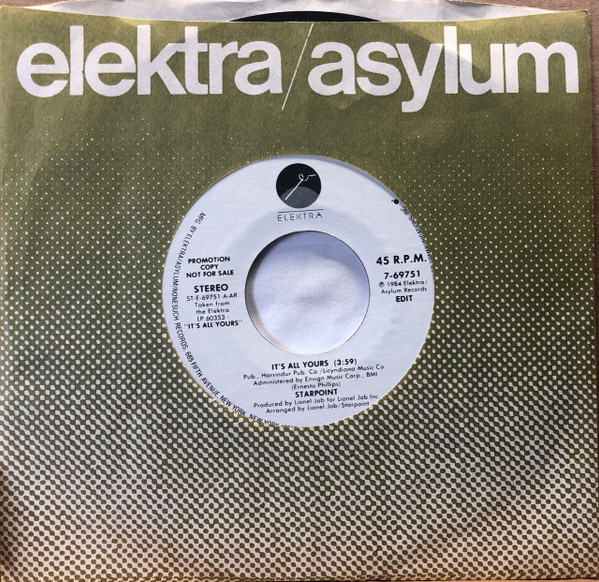 elektra/asylum
ELEKTRA
PROMOTION
COPY
NOT FOR SALE
STEREO
ST-E-69751-A-AR
Taken from
the Elektra
LP 60353 -
"IT'S ALL YOURS"
45 R.P.M.
7-69751
℗ 1984 Elektra/
Asylum Records
EDIT
IT'S ALL YOURS (3:59)
Pub., Harrindur Pub. Co./Licyndiana Music Co.
Administered by Ensign Music Corp., BMI
(Ernesto Phillips)
STARPOINT
Produced by Lionel Job for Lionel Job Inc.
Arranged by Lionel Job/Starpoint
MFG. BY ELEKTRA/ASYLUM/NONESUCH RECORDS, 665 FIFTH AVENUE, NEW YORK, NEW YORK